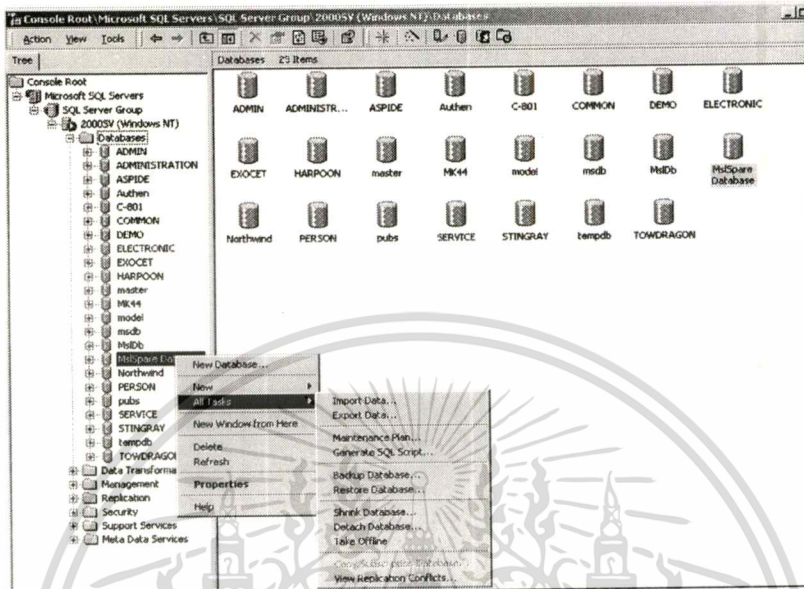 Console Root\Microsoft SQL Servers\SQL Server Group\2000SV (Windows NT)\Databases
Action View Tools
Tree
Databases 23 Items
Console Root
Microsoft SQL Servers
SQL Server Group
2000SV (Windows NT)
Databases
ADMIN
ADMINISTRATION
ASPIDE
Authen
C-801
COMMON
DEMO
ELECTRONIC
EXOCET
HARPOON
master
MK44
model
msdb
MslDb
MslSpare Dat
Northwind
PERSON
pubs
SERVICE
STINGRAY
tempdb
TOWDRAGON
Data Transforma
Management
Replication
Security
Support Services
Meta Data Services
ADMIN ADMINISTR... ASPIDE Authen C-801 COMMON DEMO ELECTRONIC
EXOCET HARPOON master MK44 model msdb MslDb MslSpare Database
Northwind PERSON pubs SERVICE STINGRAY tempdb TOWDRAGON
New Database...
New
All Tasks
New Window from Here
Delete
Refresh
Properties
Help
Import Data...
Export Data...
Maintenance Plan...
Generate SQL Script...
Backup Database...
Restore Database...
Shrink Database...
Detach Database...
Take Offline
Copy Subscription Database...
View Replication Conflicts...